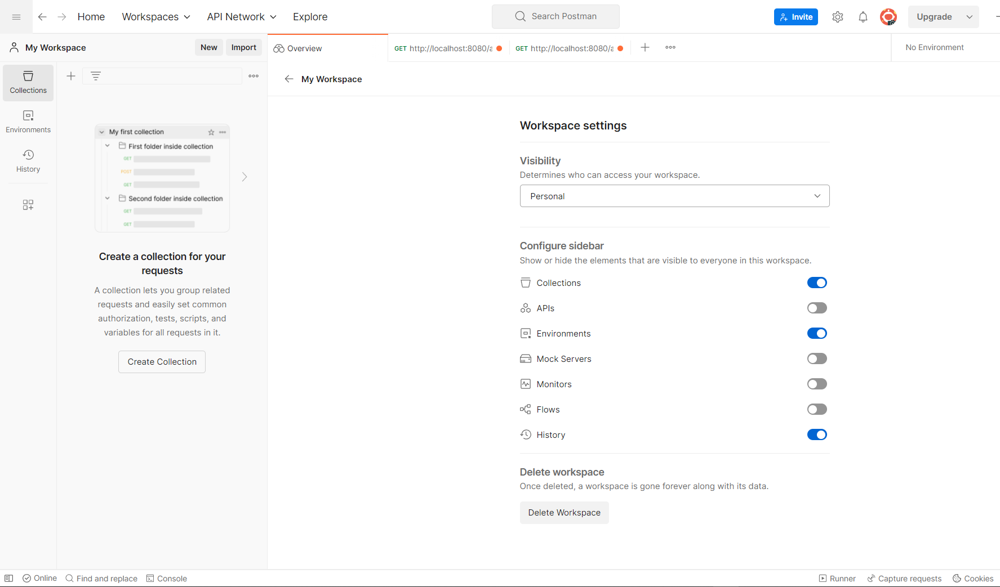 Home
Workspaces
API Network
Explore
Search Postman
Invite
Upgrade
My Workspace
New
Import
Overview
GET http://localhost:8080/a
GET http://localhost:8080/a
No Environment
Collections
Environments
History
My first collection
First folder inside collection
GET
POST
GET
Second folder inside collection
GET
GET
Create a collection for your
requests
A collection lets you group related
requests and easily set common
authorization, tests, scripts, and
variables for all requests in it.
Create Collection
My Workspace
Workspace settings
Visibility
Determines who can access your workspace.
Personal
Configure sidebar
Show or hide the elements that are visible to everyone in this workspace.
Collections
APIs
Environments
Mock Servers
Monitors
Flows
History
Delete workspace
Once deleted, a workspace is gone forever along with its data.
Delete Workspace
Online
Find and replace
Console
Runner
Capture requests
Cookies